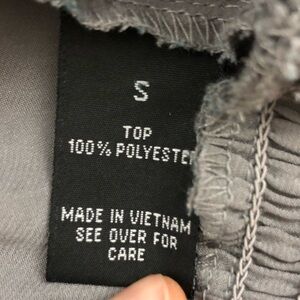 S
TOP
100% POLYESTER
MADE IN VIETNAM
SEE OVER FOR
CARE